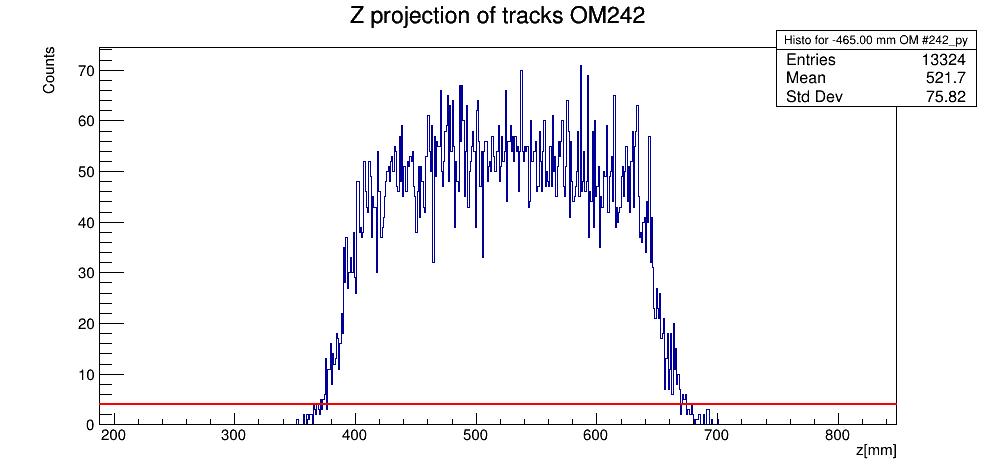 Z projection of tracks OM242
Histo for -465.00 mm OM #242_py
Entries 13324
Mean 521.7
Std Dev 75.82
Counts
70
60
50
40
30
20
10
0
200 300 400 500 600 700 800
z[mm]